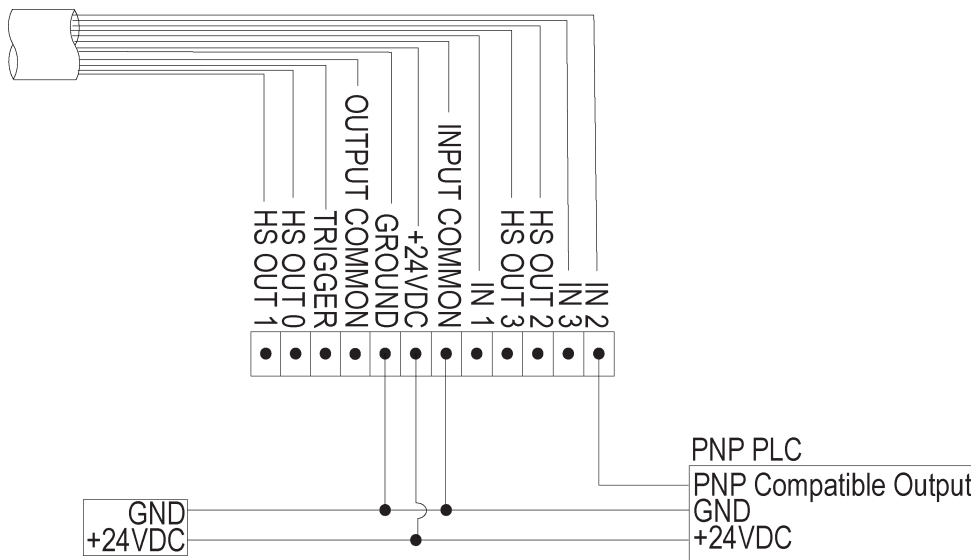 HS OUT 1
HS OUT 0
TRIGGER
OUTPUT COMMON
GROUND
+24VDC
INPUT COMMON
IN 1
HS OUT 3
HS OUT 2
IN 3
IN 2
PNP PLC
PNP Compatible Output
GND
+24VDC
GND
+24VDC